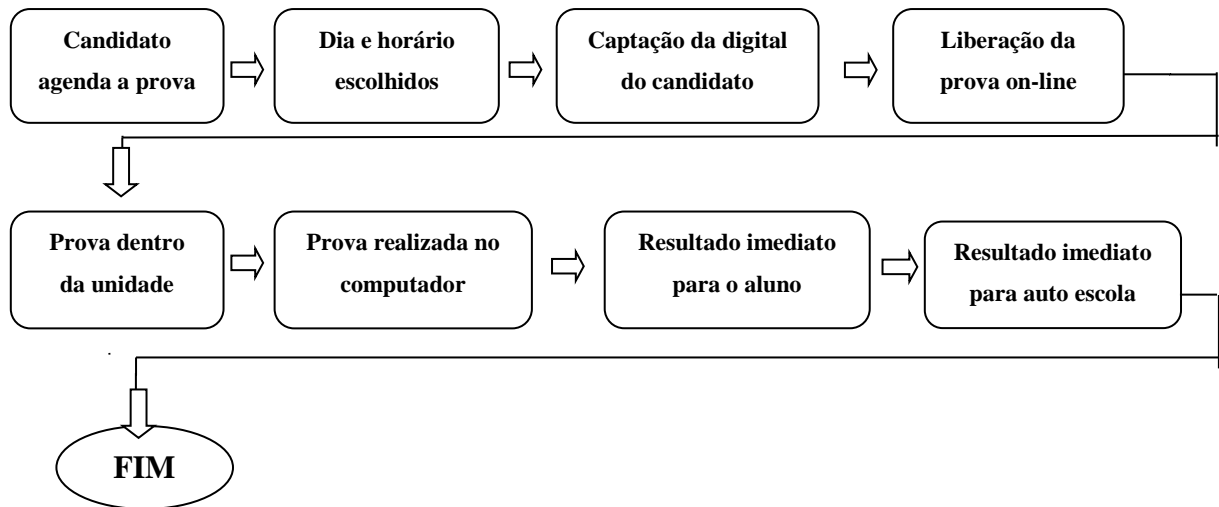 Candidato
agenda a prova
Dia e horário
escolhidos
Captação da digital
do candidato
Liberação da
prova on-line
Prova dentro
da unidade
Prova realizada no
computador
Resultado imediato
para o aluno
Resultado imediato
para auto escola
FIM